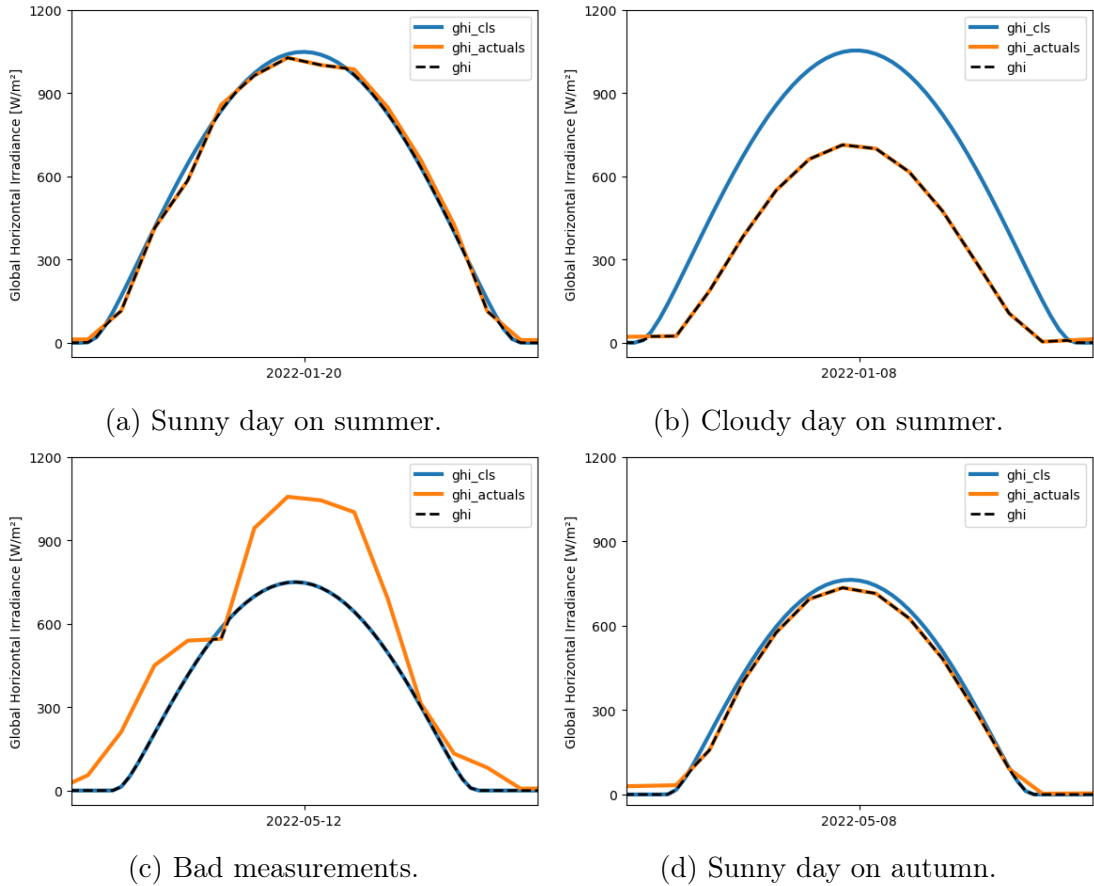 1200
900
600
300
0
Global Horizontal Irradiance [W/m²]
ghi_cls
ghi_actuals
ghi
2022-01-20
(a) Sunny day on summer.
1200
900
600
300
0
Global Horizontal Irradiance [W/m²]
ghi_cls
ghi_actuals
ghi
2022-01-08
(b) Cloudy day on summer.
1200
900
600
300
0
Global Horizontal Irradiance [W/m²]
ghi_cls
ghi_actuals
ghi
2022-05-12
(c) Bad measurements.
1200
900
600
300
0
Global Horizontal Irradiance [W/m²]
ghi_cls
ghi_actuals
ghi
2022-05-08
(d) Sunny day on autumn.